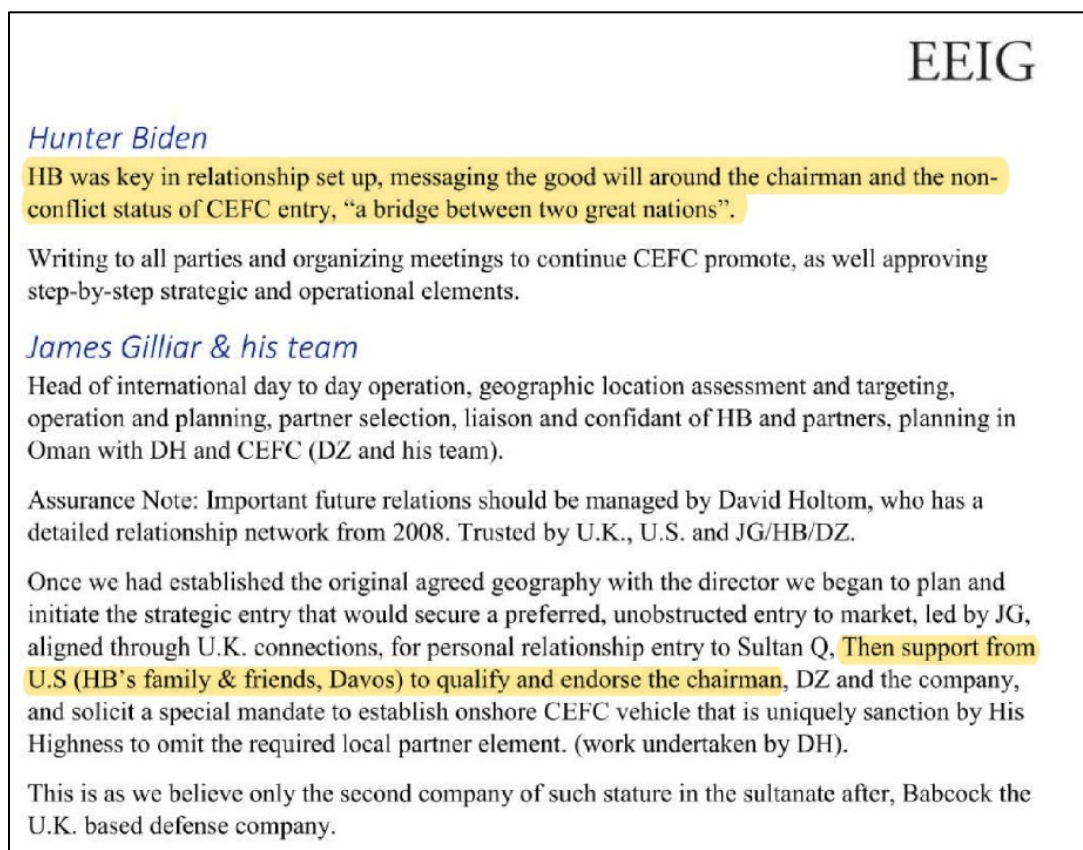 EEIG
Hunter Biden
HB was key in relationship set up, messaging the good will around the chairman and the non-
conflict status of CEFC entry, “a bridge between two great nations”.
Writing to all parties and organizing meetings to continue CEFC promote, as well approving
step-by-step strategic and operational elements.
James Gilliar & his team
Head of international day to day operation, geographic location assessment and targeting,
operation and planning, partner selection, liaison and confidant of HB and partners, planning in
Oman with DH and CEFC (DZ and his team).
Assurance Note: Important future relations should be managed by David Holtom, who has a
detailed relationship network from 2008. Trusted by U.K., U.S. and JG/HB/DZ.
Once we had established the original agreed geography with the director we began to plan and
initiate the strategic entry that would secure a preferred, unobstructed entry to market, led by JG,
aligned through U.K. connections, for personal relationship entry to Sultan Q, Then support from
U.S (HB’s family & friends, Davos) to qualify and endorse the chairman, DZ and the company,
and solicit a special mandate to establish onshore CEFC vehicle that is uniquely sanction by His
Highness to omit the required local partner element. (work undertaken by DH).
This is as we believe only the second company of such stature in the sultanate after, Babcock the
U.K. based defense company.